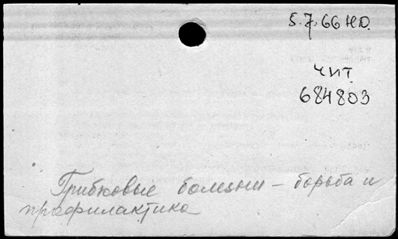 5.7.66 НО.
чит
684803
Грибковые болезни – борьба и
профилактика